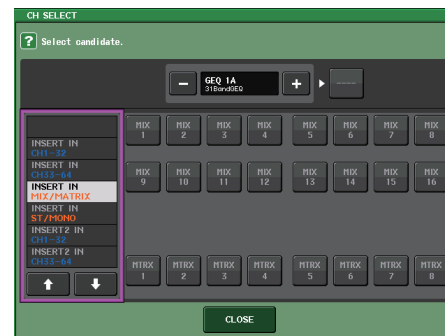 CH SELECT
? Select candidate.
− GEQ 1A +
31BandGEQ
----
INSERT IN
CH1-32
INSERT IN
CH33-64
INSERT IN
MIX/MATRIX
INSERT IN
ST/MONO
INSERT2 IN
CH1-32
INSERT2 IN
CH33-64
MIX 1 MIX 2 MIX 3 MIX 4 MIX 5 MIX 6 MIX 7 MIX 8
MIX 9 MIX 10 MIX 11 MIX 12 MIX 13 MIX 14 MIX 15 MIX 16
MTRX 1 MTRX 2 MTRX 3 MTRX 4 MTRX 5 MTRX 6 MTRX 7 MTRX 8
CLOSE